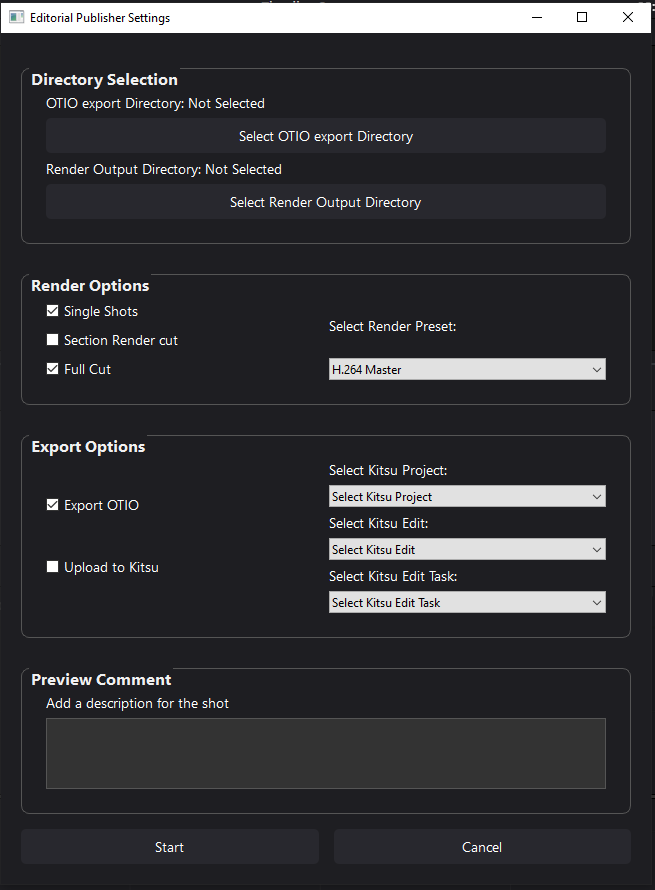 Editorial Publisher Settings
Directory Selection
OTIO export Directory: Not Selected
Select OTIO export Directory
Render Output Directory: Not Selected
Select Render Output Directory
Render Options
Single Shots
Section Render cut
Full Cut
Select Render Preset:
H.264 Master
Export Options
Export OTIO
Upload to Kitsu
Select Kitsu Project:
Select Kitsu Project
Select Kitsu Edit:
Select Kitsu Edit
Select Kitsu Edit Task:
Select Kitsu Edit Task
Preview Comment
Add a description for the shot
Start
Cancel